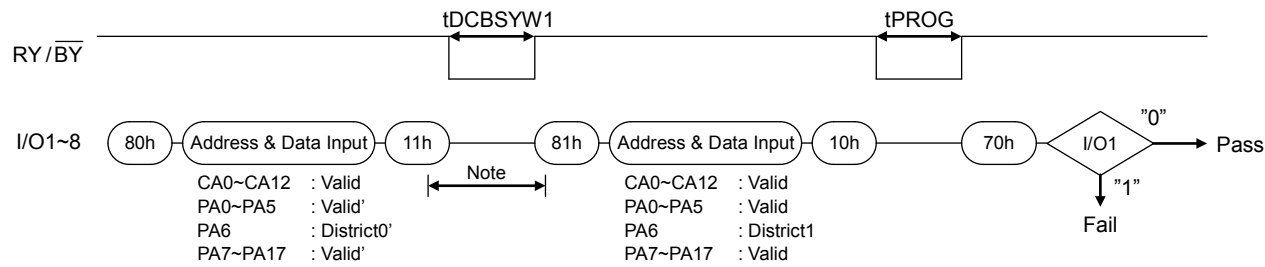 tDCBSYW1
tPROG
RY / BY
I/O1~8
80h
Address & Data Input
11h
81h
Address & Data Input
10h
70h
I/O1
"0"
Pass
"1"
Fail
Note
CA0~CA12 : Valid
PA0~PA5 : Valid'
PA6 : District0'
PA7~PA17 : Valid'
CA0~CA12 : Valid
PA0~PA5 : Valid
PA6 : District1
PA7~PA17 : Valid